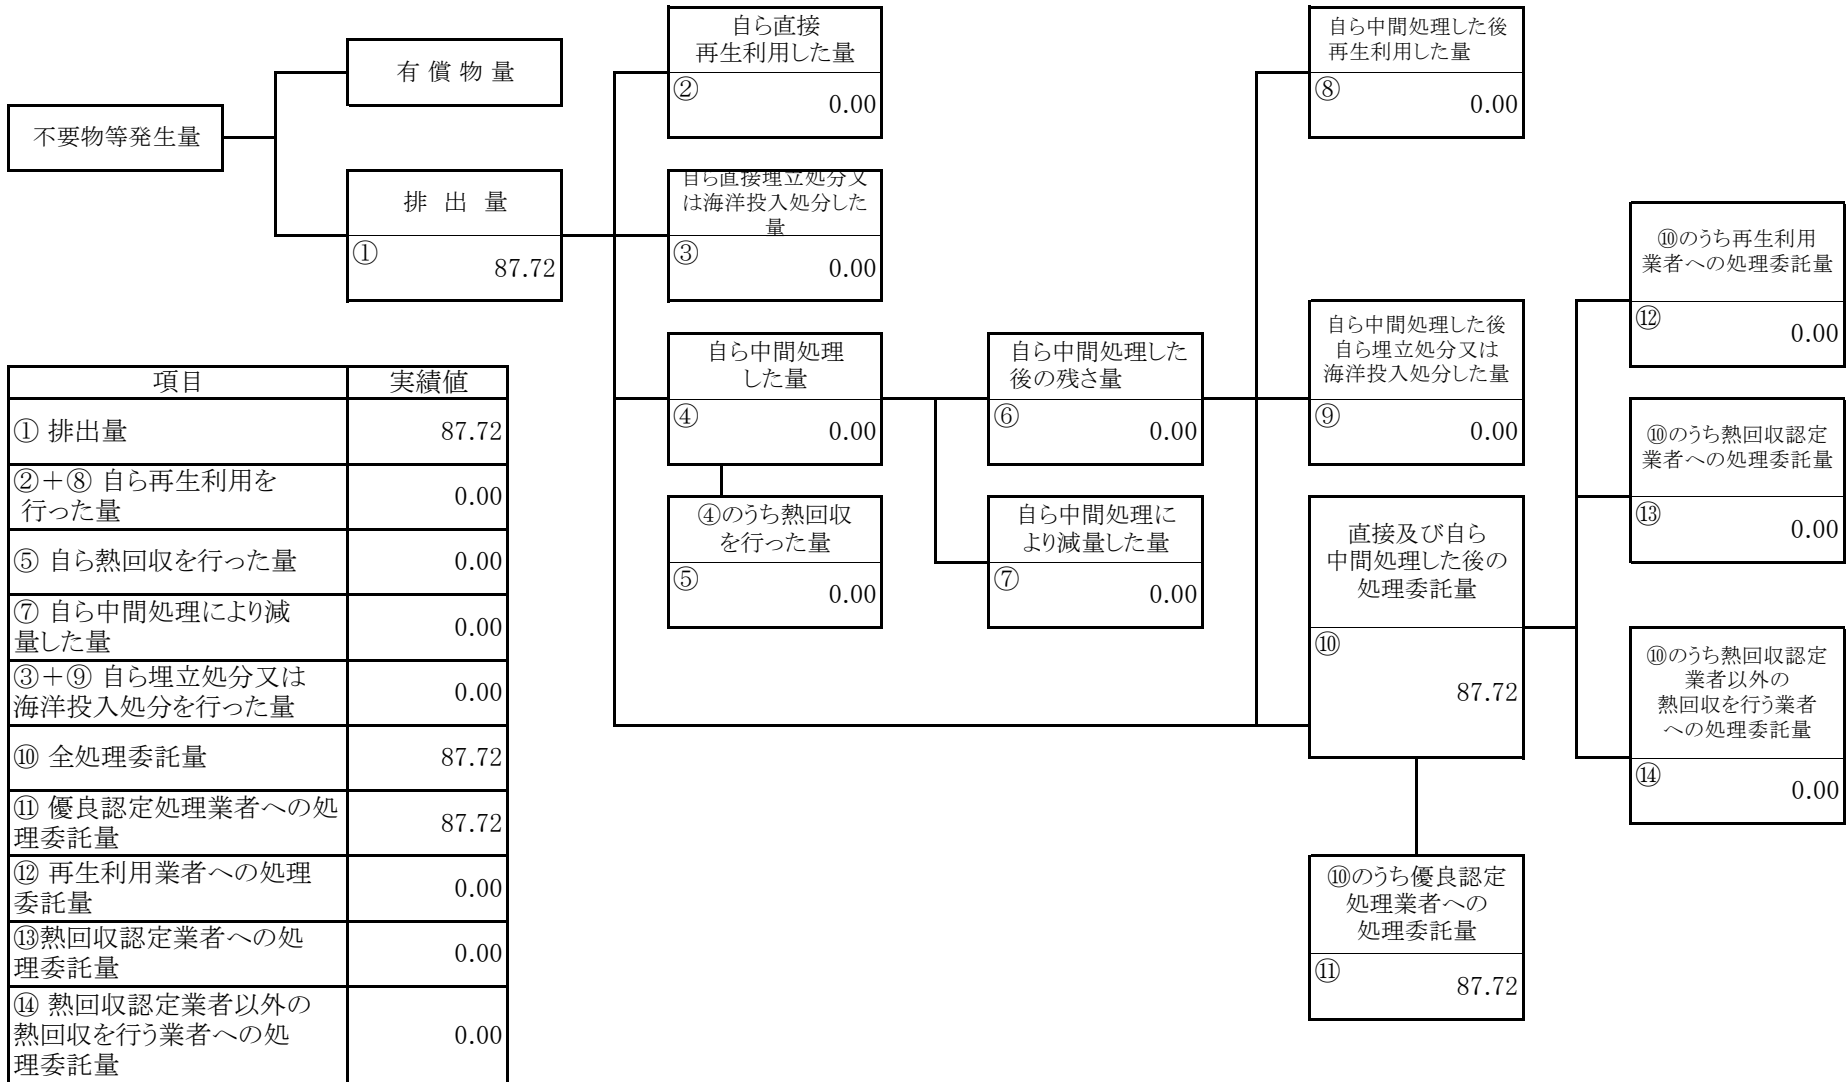 自ら直接
再生利用した量
②
0.00
自ら中間処理した後
再生利用した量
⑧
0.00
有 償 物 量
不要物等発生量
排 出 量
①
87.72
自ら直接埋立処分又
は海洋投入処分した
量
③
0.00
⑩のうち再生利用
業者への処理委託量
⑫
0.00
自ら中間処理
した量
④
0.00
自ら中間処理した
後の残さ量
⑥
0.00
自ら中間処理した後
自ら埋立処分又は
海洋投入処分した量
⑨
0.00
⑩のうち熱回収認定
業者への処理委託量
⑬
0.00
④のうち熱回収
を行った量
⑤
0.00
自ら中間処理に
より減量した量
⑦
0.00
直接及び自ら
中間処理した後の
処理委託量
⑩
87.72
⑩のうち熱回収認定
業者以外の
熱回収を行う業者
への処理委託量
⑭
0.00
⑩のうち優良認定
処理業者への
処理委託量
⑪
87.72
項目 実績値
① 排出量 87.72
②＋⑧ 自ら再生利用を
行った量 0.00
⑤ 自ら熱回収を行った量 0.00
⑦ 自ら中間処理により減
量した量 0.00
③＋⑨ 自ら埋立処分又は
海洋投入処分を行った量 0.00
⑩ 全処理委託量 87.72
⑪ 優良認定処理業者への処
理委託量 87.72
⑫ 再生利用業者への処理
委託量 0.00
⑬熱回収認定業者への処
理委託量 0.00
⑭ 熱回収認定業者以外の
熱回収を行う業者への処
理委託量 0.00